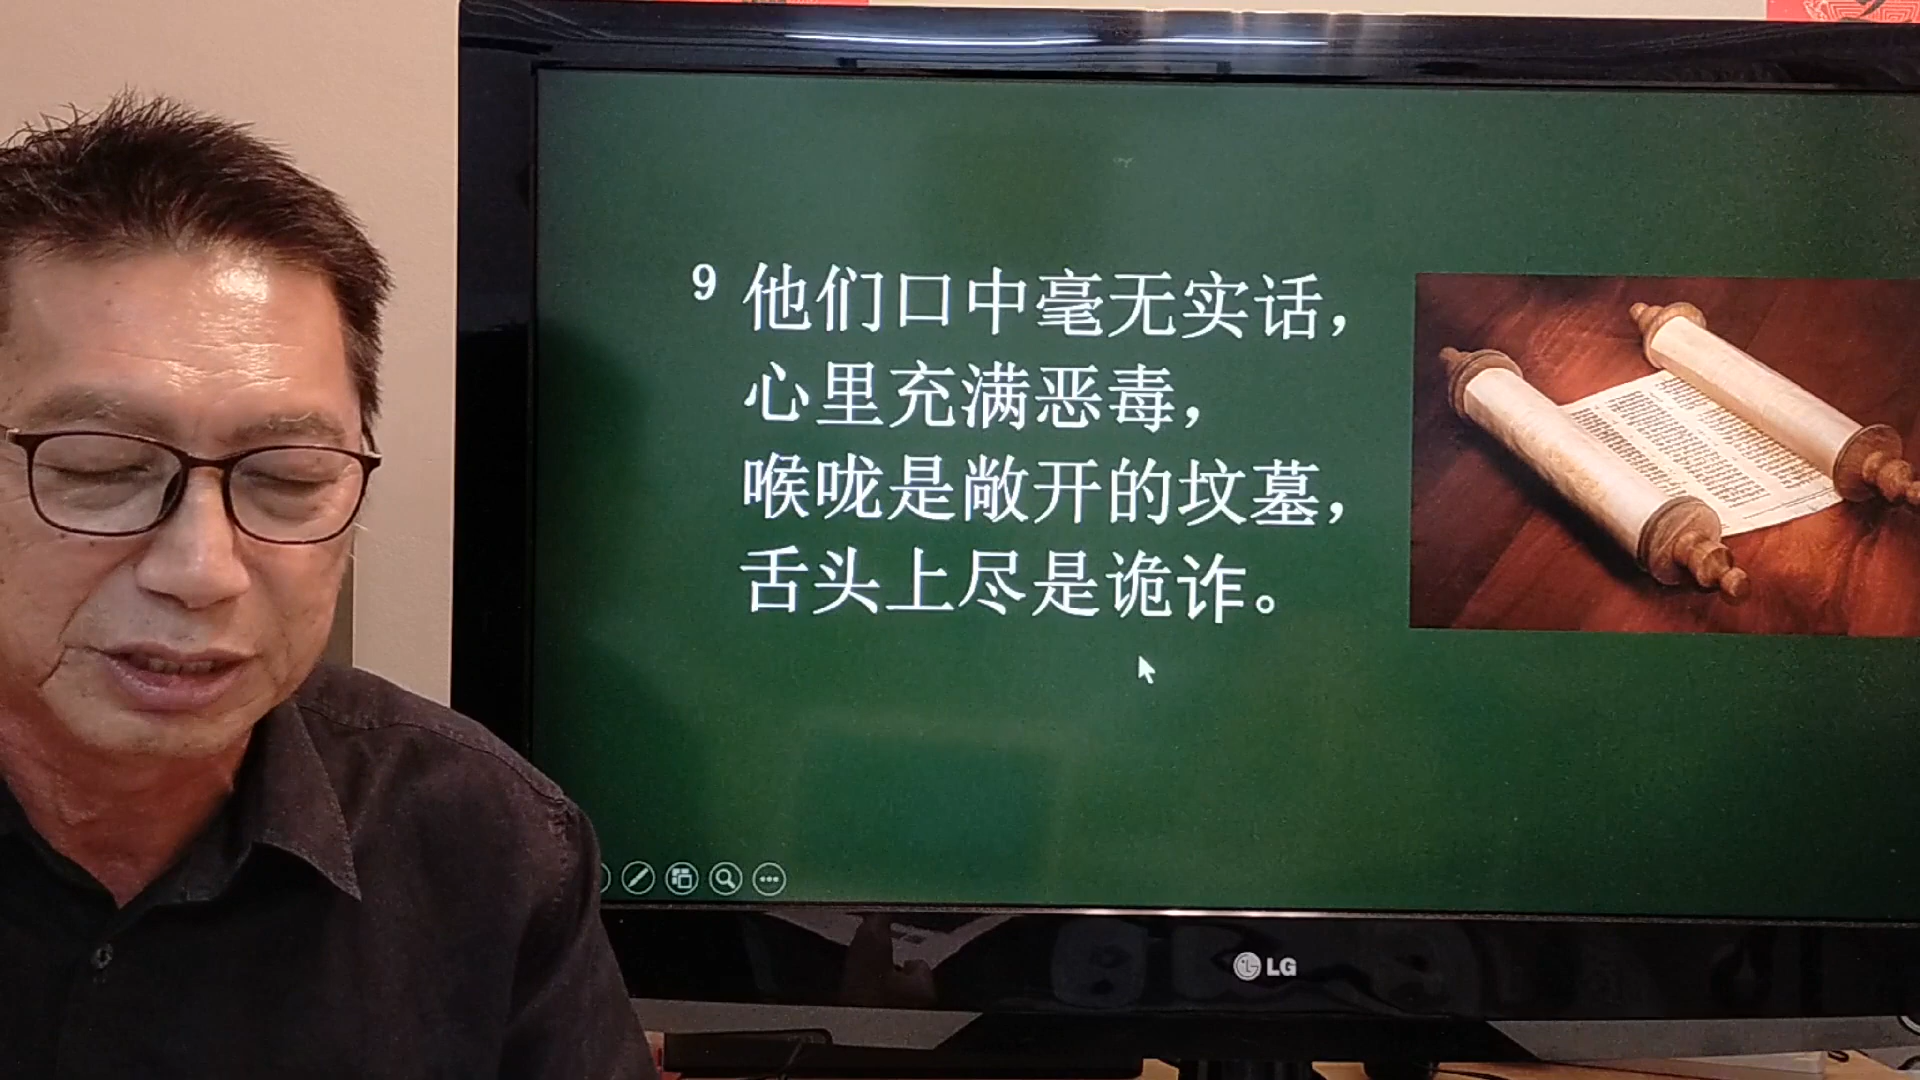 9 他们口中毫无实话，
心里充满恶毒，
喉咙是敞开的坟墓，
舌头上尽是诡诈。
LG